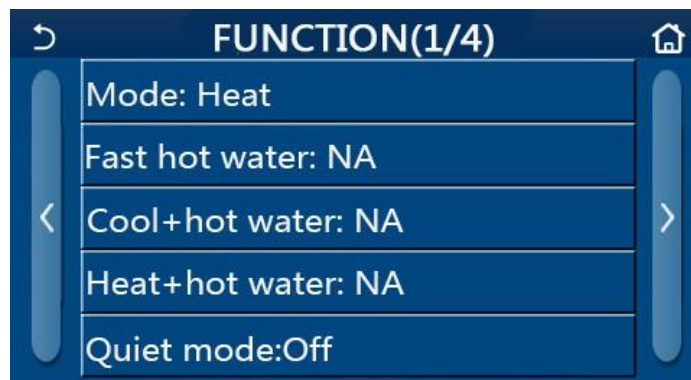 FUNCTION(1/4)
Mode: Heat
Fast hot water: NA
Cool+hot water: NA
Heat+hot water: NA
Quiet mode:Off